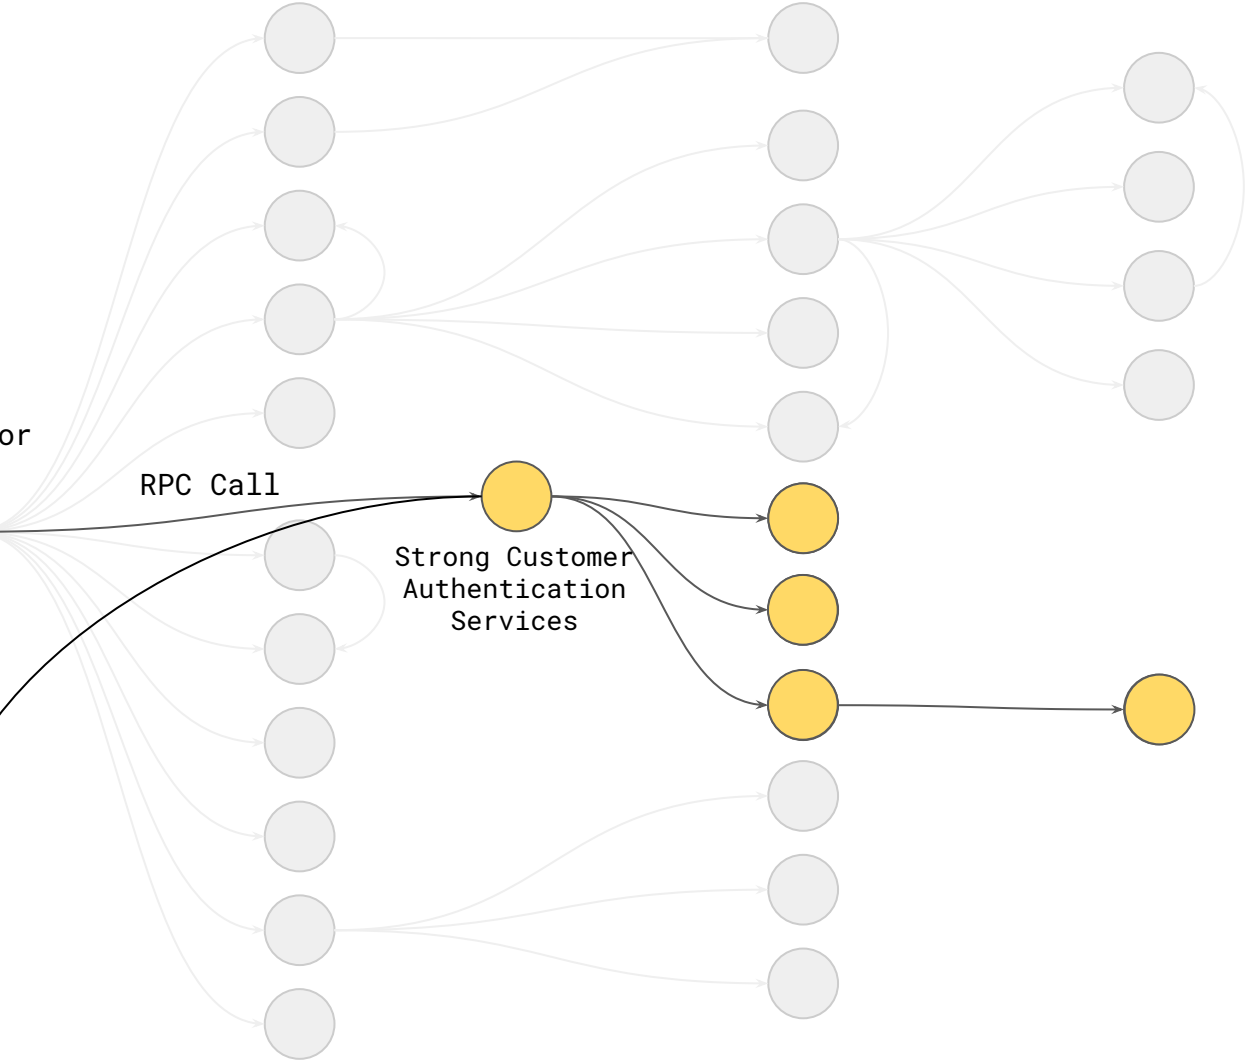 or
RPC Call
Strong Customer
Authentication
Services